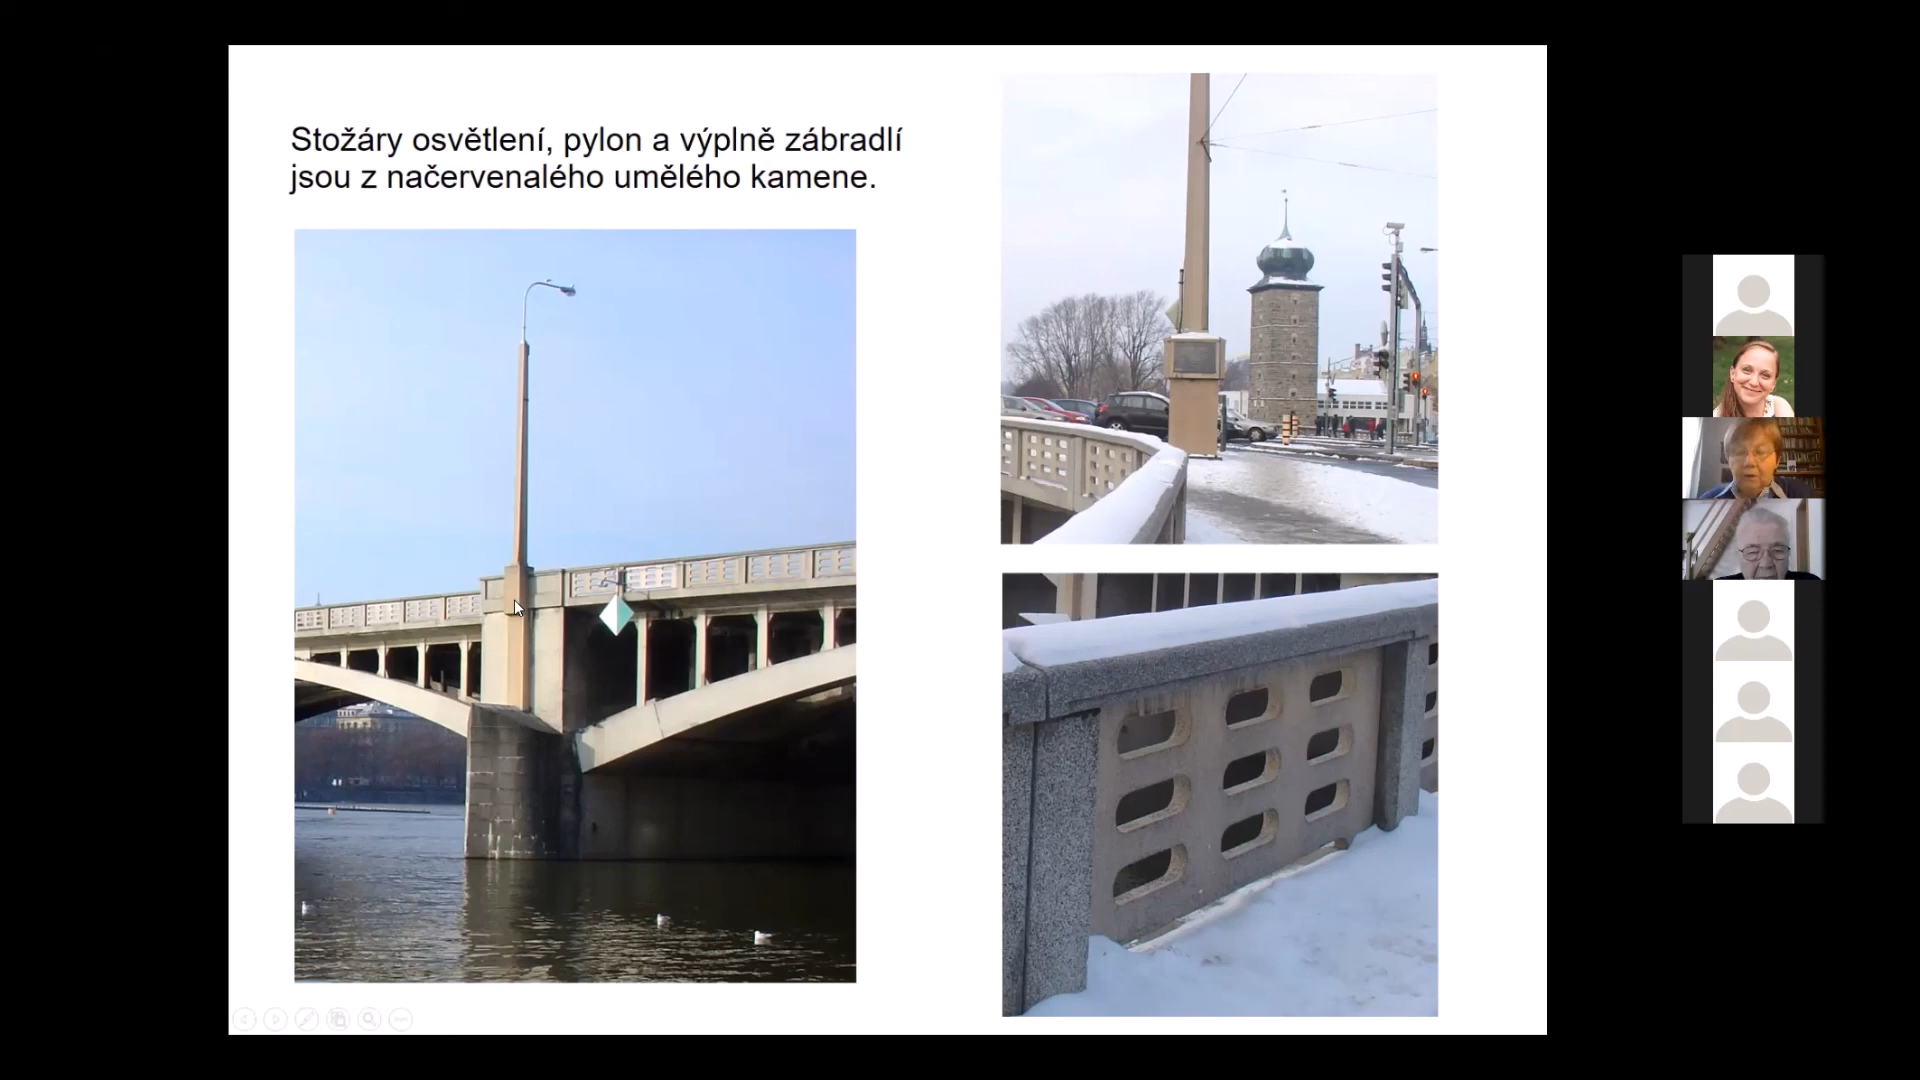 Stožáry osvětlení, pylon a výplně zábradlí
jsou z načervenalého umělého kamene.